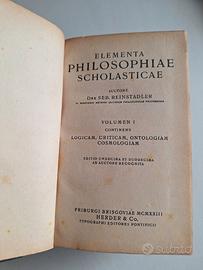 ELEMENTA
PHILOSOPHIAE
SCHOLASTICAE
AUCTORE
DRE SEB. REINSTADLER
VOLUMEN I
CONTINENS
LOGICAM, CRITICAM, ONTOLOGIAM
COSMOLOGIAM
EDITIO UNDECIMA ET DUODECIMA
AB AUCTORE RECOGNITA
FRIBURGI BRISGOVIAE MCMXXIII
HERDER & Co.
TYPOGRAPHI EDITORES PONTIFICII
subito